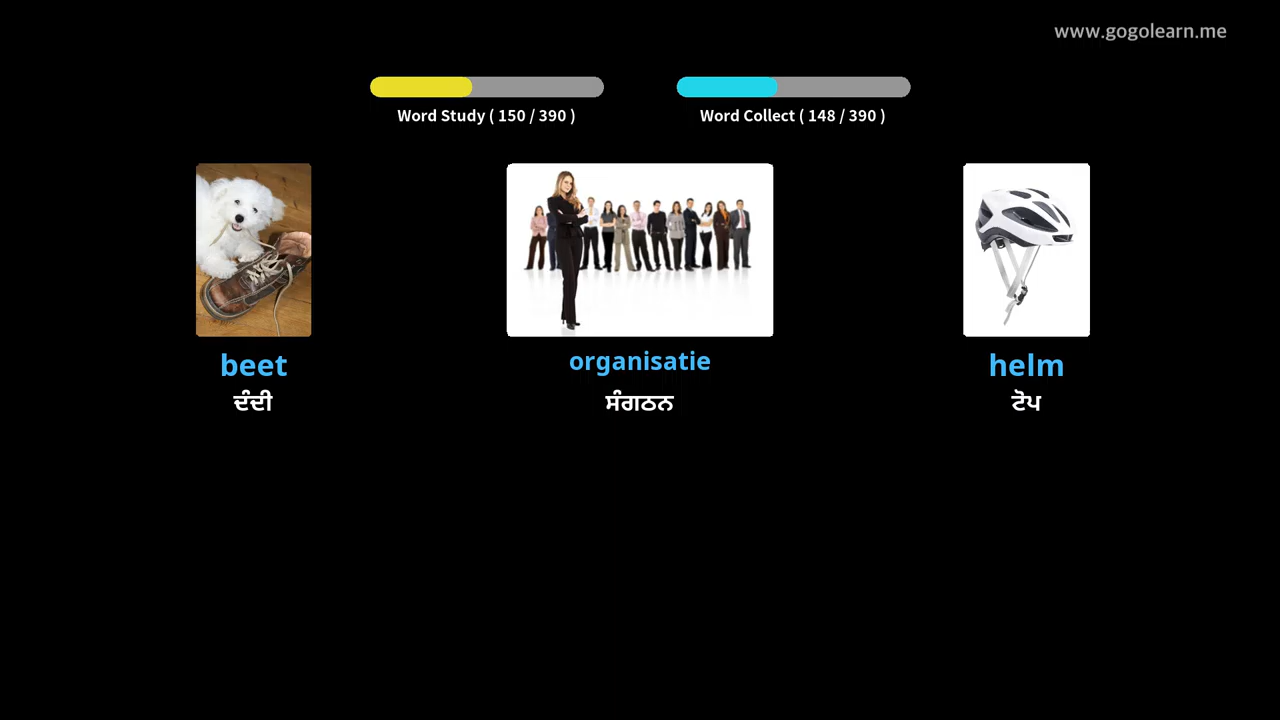 www.gogolearn.me
Word Study ( 150 / 390 )
Word Collect ( 148 / 390 )
beet
organisatie
helm
ਦੰਦੀ
ਸੰਗਠਨ
ਟੋਪ